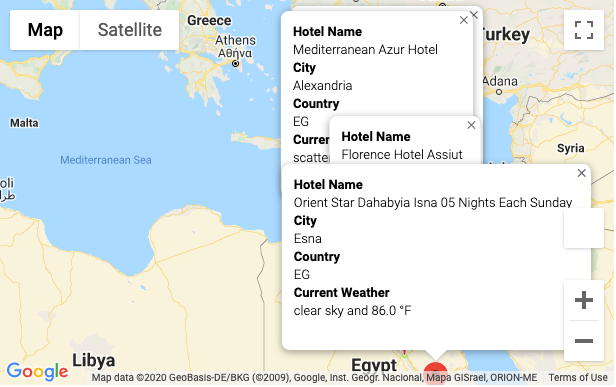 Map
Satellite
Greece
Athens
Αθήνα
Turkey
Adana
Malta
Mediterranean Sea
Syria
Libya
Egypt
Hotel Name
Mediterranean Azur Hotel
City
Alexandria
Country
EG
Curren
scatter
Hotel Name
Florence Hotel Assiut
Hotel Name
Orient Star Dahabyia Isna 05 Nights Each Sunday
City
Esna
Country
EG
Current Weather
clear sky and 86.0 °F
Google
Map data ©2020 GeoBasis-DE/BKG (©2009), Google, Inst. Geogr. Nacional, Mapa GISrael, ORION-ME
Terms of Use